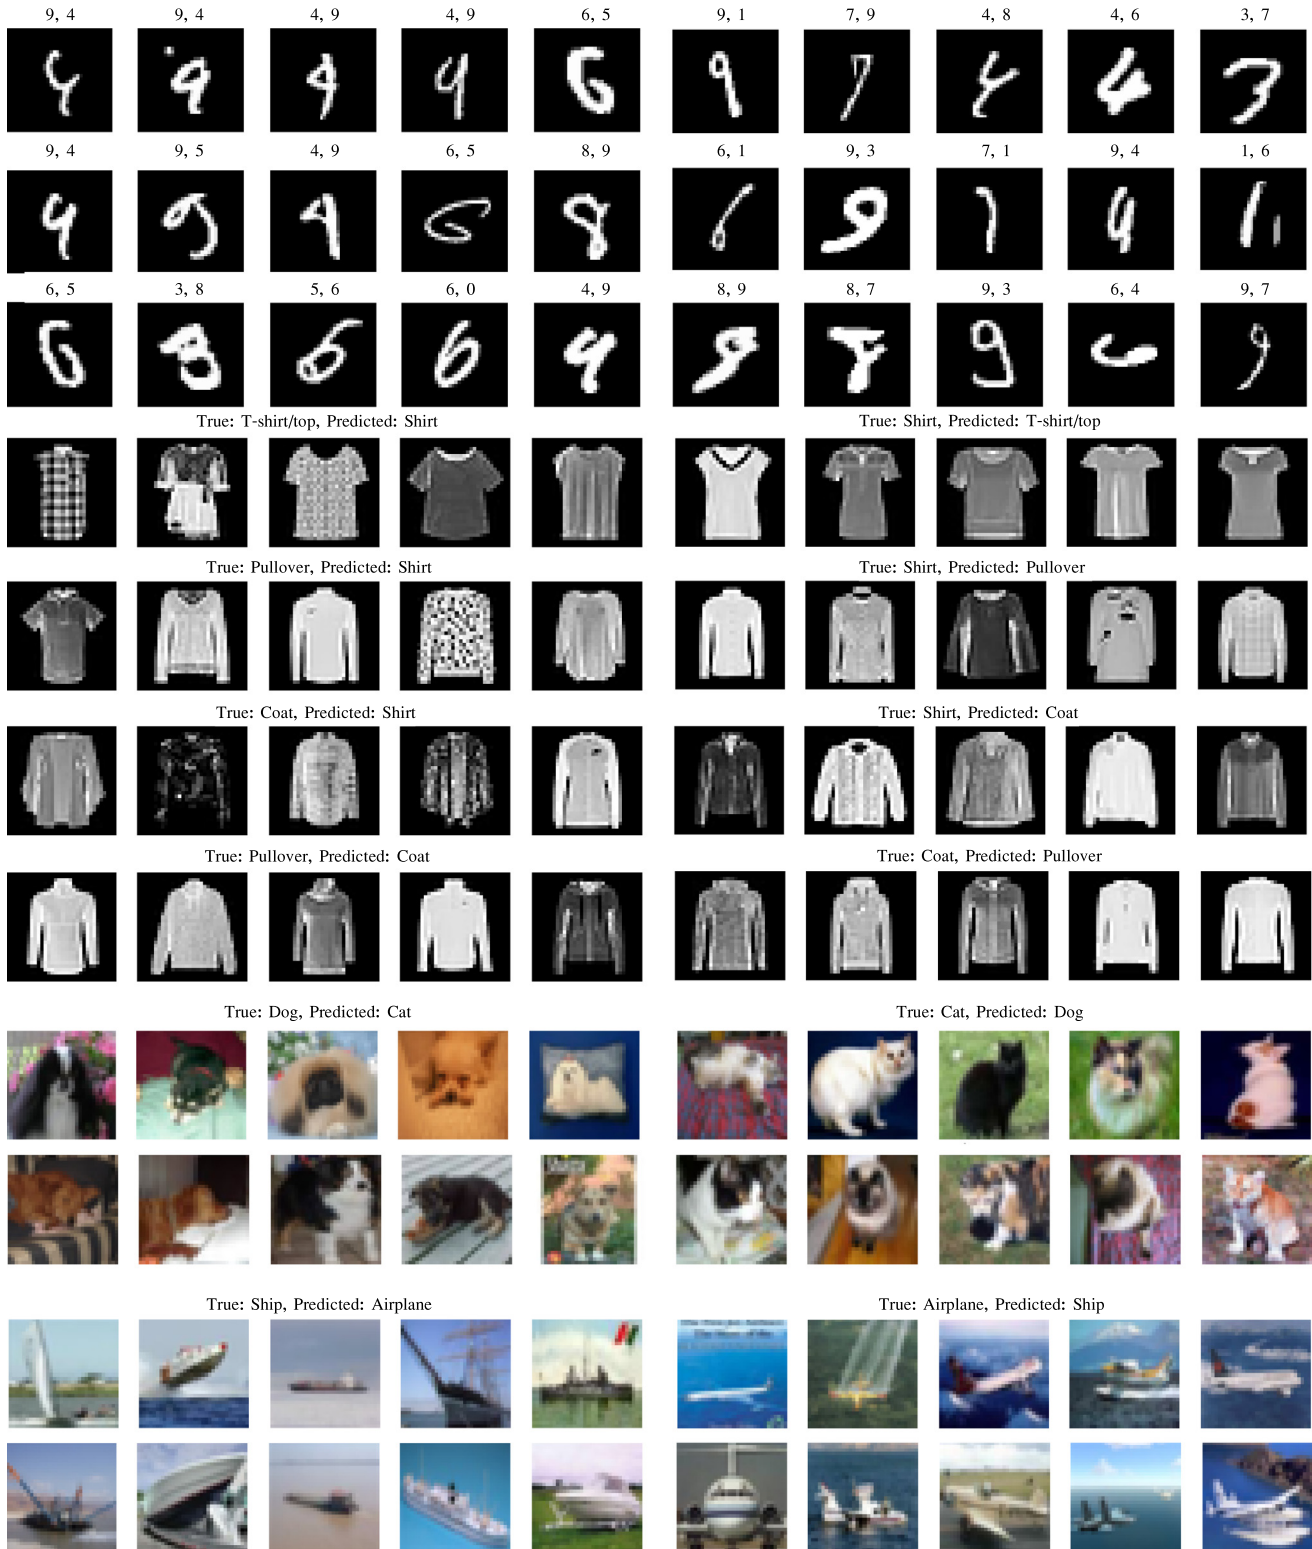 9, 4 9, 4 4, 9 4, 9 6, 5 9, 1 7, 9 4, 8 4, 6 3, 7
9, 4 9, 5 4, 9 6, 5 8, 9 6, 1 9, 3 7, 1 9, 4 1, 6
6, 5 3, 8 5, 6 6, 0 4, 9 8, 9 8, 7 9, 3 6, 4 9, 7
True: T-shirt/top, Predicted: Shirt True: Shirt, Predicted: T-shirt/top
True: Pullover, Predicted: Shirt True: Shirt, Predicted: Pullover
True: Coat, Predicted: Shirt True: Shirt, Predicted: Coat
True: Pullover, Predicted: Coat True: Coat, Predicted: Pullover
True: Dog, Predicted: Cat True: Cat, Predicted: Dog
True: Ship, Predicted: Airplane True: Airplane, Predicted: Ship